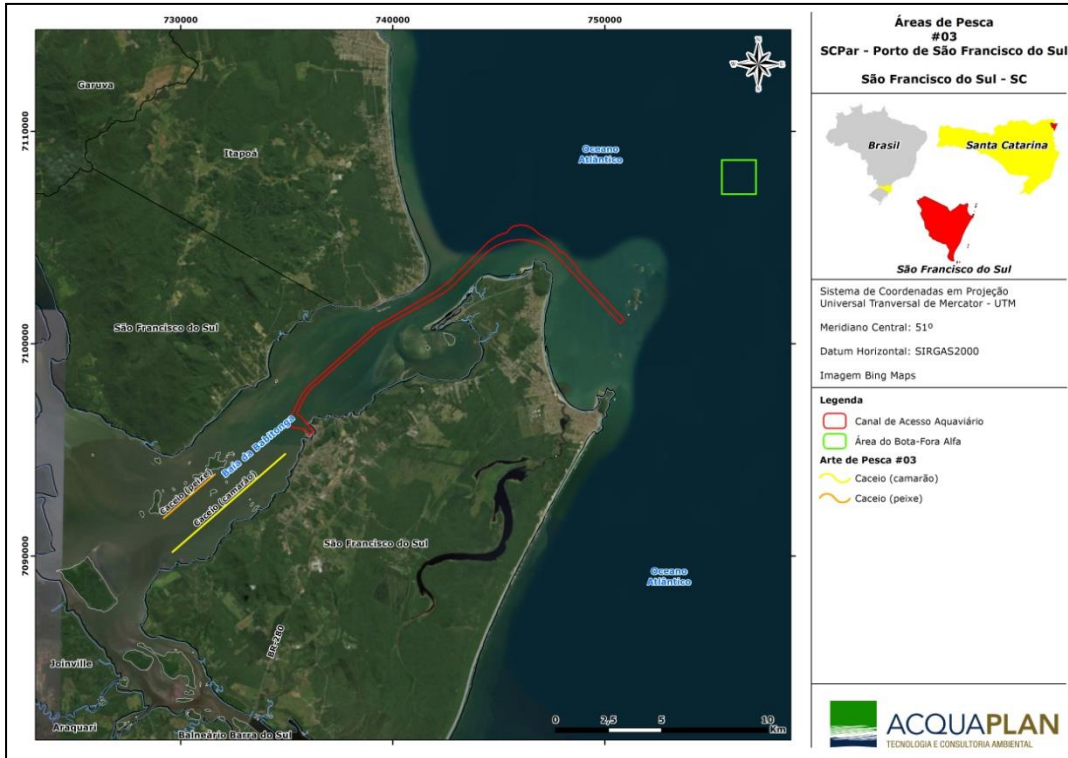 730000
740000
750000
7110000
7100000
7090000
Garuva
Itapoá
Oceano
Atlântico
N
São Francisco do Sul
Baia da Babitonga
Caceio (peixe)
Caceio (camarão)
São Francisco do Sul
Oceano
Atlântico
BR-280
Joinville
Araquari
Balneário Barra do Sul
0 2,5 5 10
Km
Áreas de Pesca
#03
SCPar - Porto de São Francisco do Sul
São Francisco do Sul - SC
Brasil
Santa Catarina
São Francisco do Sul
Sistema de Coordenadas em Projeção
Universal Tranversal de Mercator - UTM
Meridiano Central: 51º
Datum Horizontal: SIRGAS2000
Imagem Bing Maps
Legenda
Canal de Acesso Aquaviário
Área do Bota-Fora Alfa
Arte de Pesca #03
Caceio (camarão)
Caceio (peixe)
ACQUAPLAN
TECNOLOGIA E CONSULTORIA AMBIENTAL